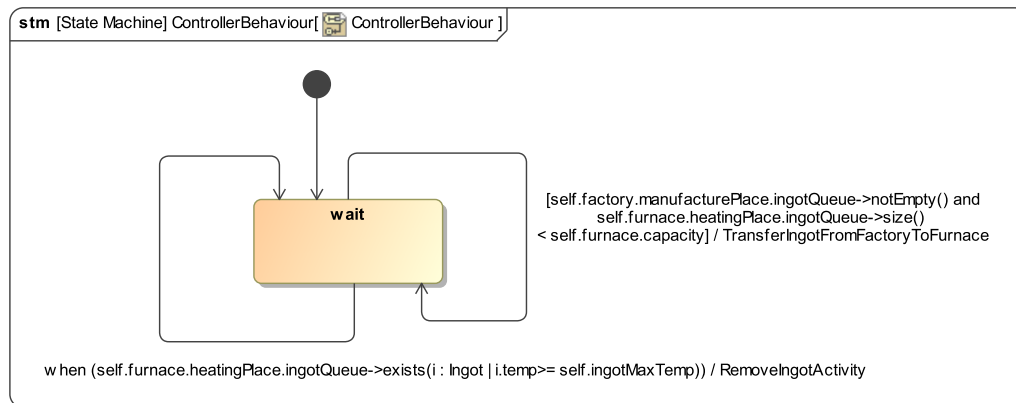 stm [State Machine] ControllerBehaviour[ ControllerBehaviour ]
wait
[self.factory.manufacturePlace.ingotQueue->notEmpty() and
self.furnace.heatingPlace.ingotQueue->size()
< self.furnace.capacity] / TransferIngotFromFactoryToFurnace
when (self.furnace.heatingPlace.ingotQueue->exists(i : Ingot | i.temp>= self.ingotMaxTemp)) / RemoveIngotActivity